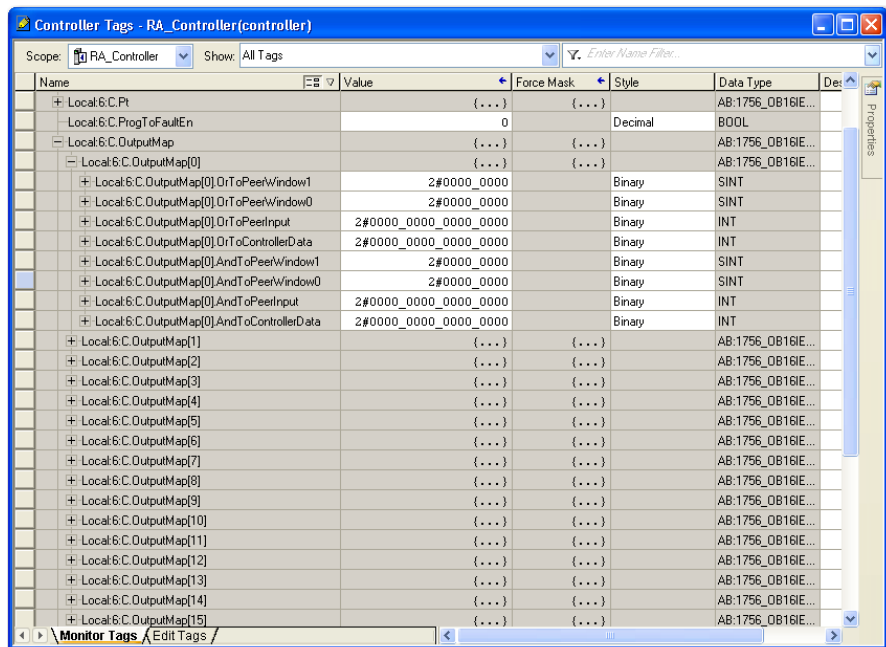 Controller Tags - RA_Controller(controller)
Scope: RA_Controller Show: All Tags Enter Name Filter...
Name Value Force Mask Style Data Type Des
Local:6:C.Pt {...} {...} AB:1756_OB16IE...
Local:6:C.ProgToFaultEn 0 Decimal BOOL
Local:6:C.OutputMap {...} {...} AB:1756_OB16IE...
Local:6:C.OutputMap[0] {...} {...} AB:1756_OB16IE...
Local:6:C.OutputMap[0].OrToPeerWindow1 2#0000_0000 Binary SINT
Local:6:C.OutputMap[0].OrToPeerWindow0 2#0000_0000 Binary SINT
Local:6:C.OutputMap[0].OrToPeerInput 2#0000_0000_0000_0000 Binary INT
Local:6:C.OutputMap[0].OrToControllerData 2#0000_0000_0000_0000 Binary INT
Local:6:C.OutputMap[0].AndToPeerWindow1 2#0000_0000 Binary SINT
Local:6:C.OutputMap[0].AndToPeerWindow0 2#0000_0000 Binary SINT
Local:6:C.OutputMap[0].AndToPeerInput 2#0000_0000_0000_0000 Binary INT
Local:6:C.OutputMap[0].AndToControllerData 2#0000_0000_0000_0000 Binary INT
Local:6:C.OutputMap[1] {...} {...} AB:1756_OB16IE...
Local:6:C.OutputMap[2] {...} {...} AB:1756_OB16IE...
Local:6:C.OutputMap[3] {...} {...} AB:1756_OB16IE...
Local:6:C.OutputMap[4] {...} {...} AB:1756_OB16IE...
Local:6:C.OutputMap[5] {...} {...} AB:1756_OB16IE...
Local:6:C.OutputMap[6] {...} {...} AB:1756_OB16IE...
Local:6:C.OutputMap[7] {...} {...} AB:1756_OB16IE...
Local:6:C.OutputMap[8] {...} {...} AB:1756_OB16IE...
Local:6:C.OutputMap[9] {...} {...} AB:1756_OB16IE...
Local:6:C.OutputMap[10] {...} {...} AB:1756_OB16IE...
Local:6:C.OutputMap[11] {...} {...} AB:1756_OB16IE...
Local:6:C.OutputMap[12] {...} {...} AB:1756_OB16IE...
Local:6:C.OutputMap[13] {...} {...} AB:1756_OB16IE...
Local:6:C.OutputMap[14] {...} {...} AB:1756_OB16IE...
Local:6:C.OutputMap[15] {...} {...} AB:1756_OB16IE...
Monitor Tags Edit Tags
Properties